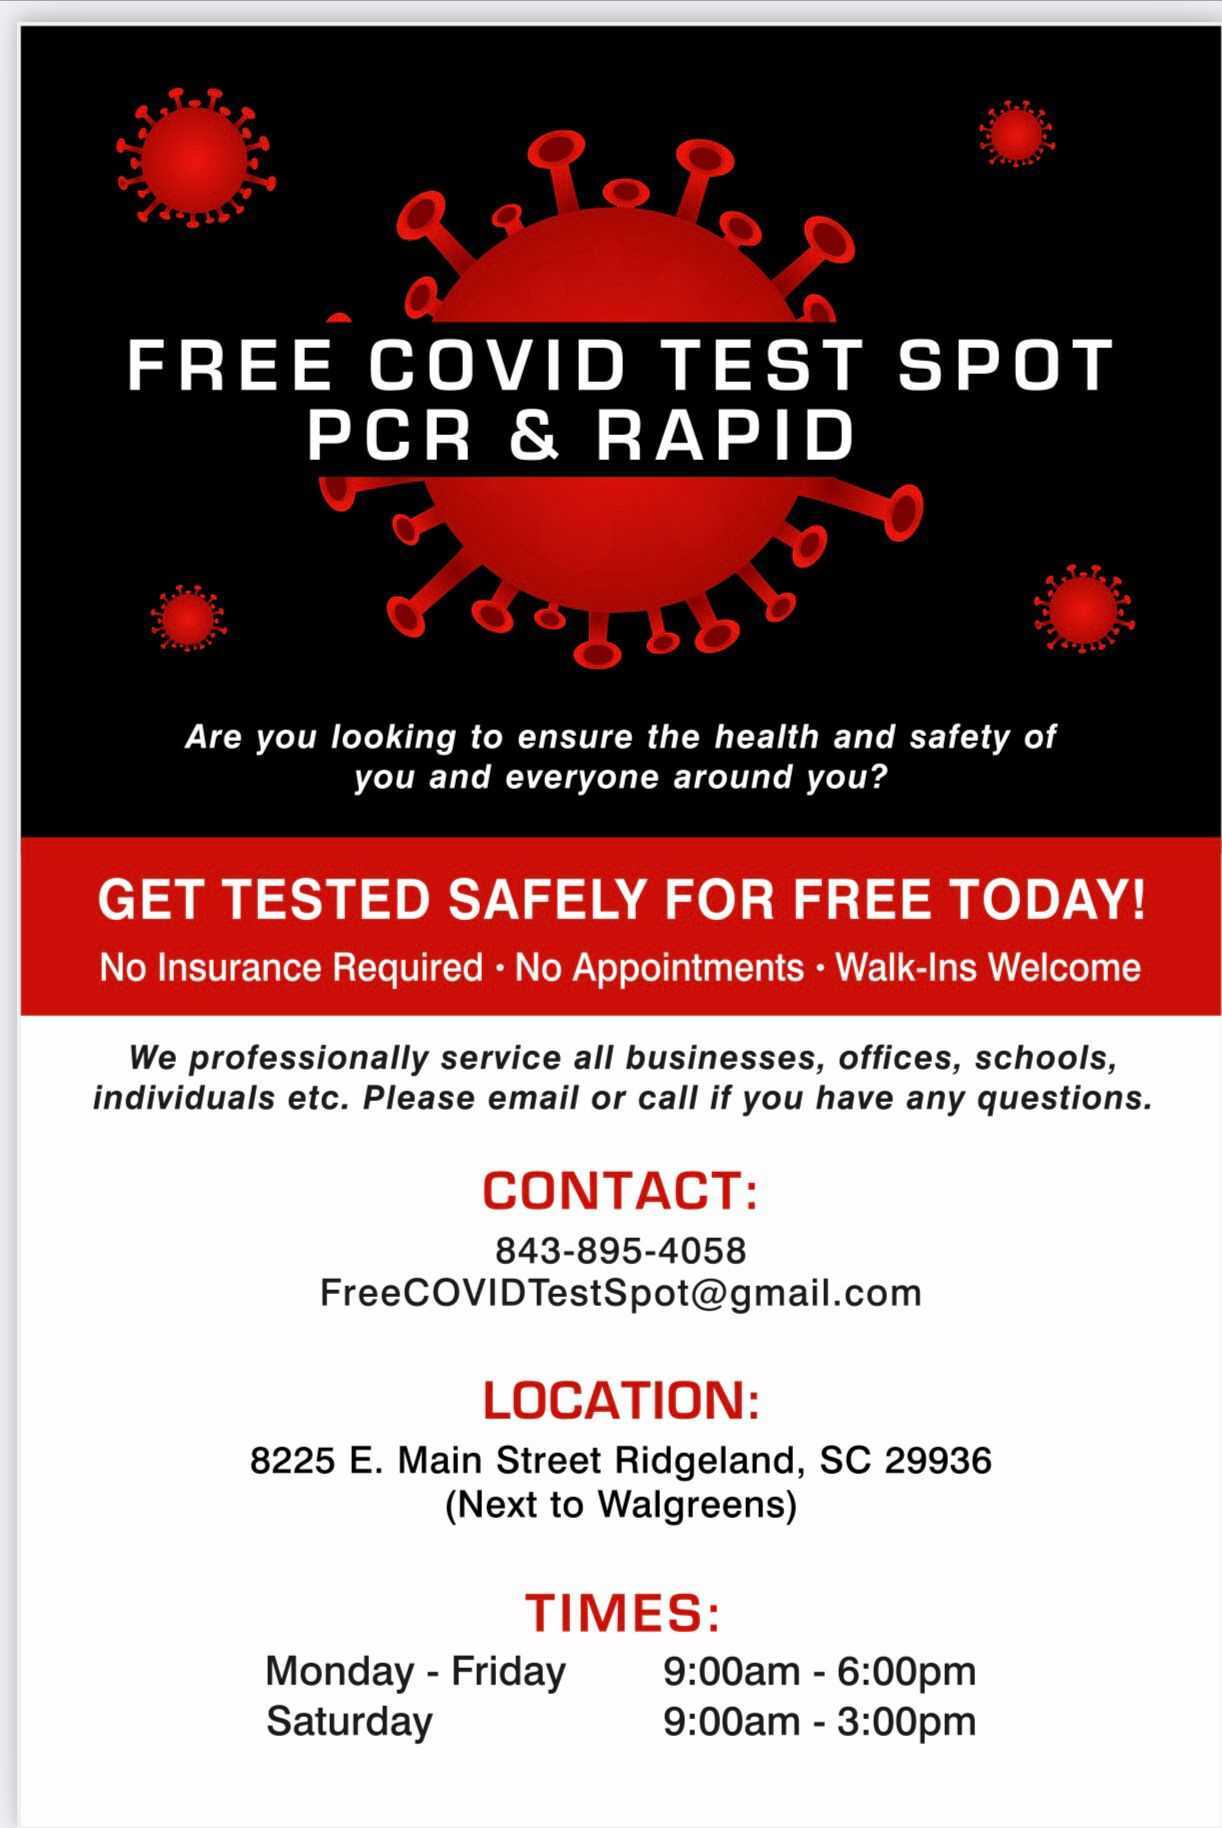 FREE COVID TEST SPOT
PCR & RAPID
Are you looking to ensure the health and safety of
you and everyone around you?
GET TESTED SAFELY FOR FREE TODAY!
No Insurance Required • No Appointments • Walk-Ins Welcome
We professionally service all businesses, offices, schools,
individuals etc. Please email or call if you have any questions.
CONTACT:
843-895-4058
FreeCOVIDTestSpot@gmail.com
LOCATION:
8225 E. Main Street Ridgeland, SC 29936
(Next to Walgreens)
TIMES:
Monday - Friday 9:00am - 6:00pm
Saturday 9:00am - 3:00pm